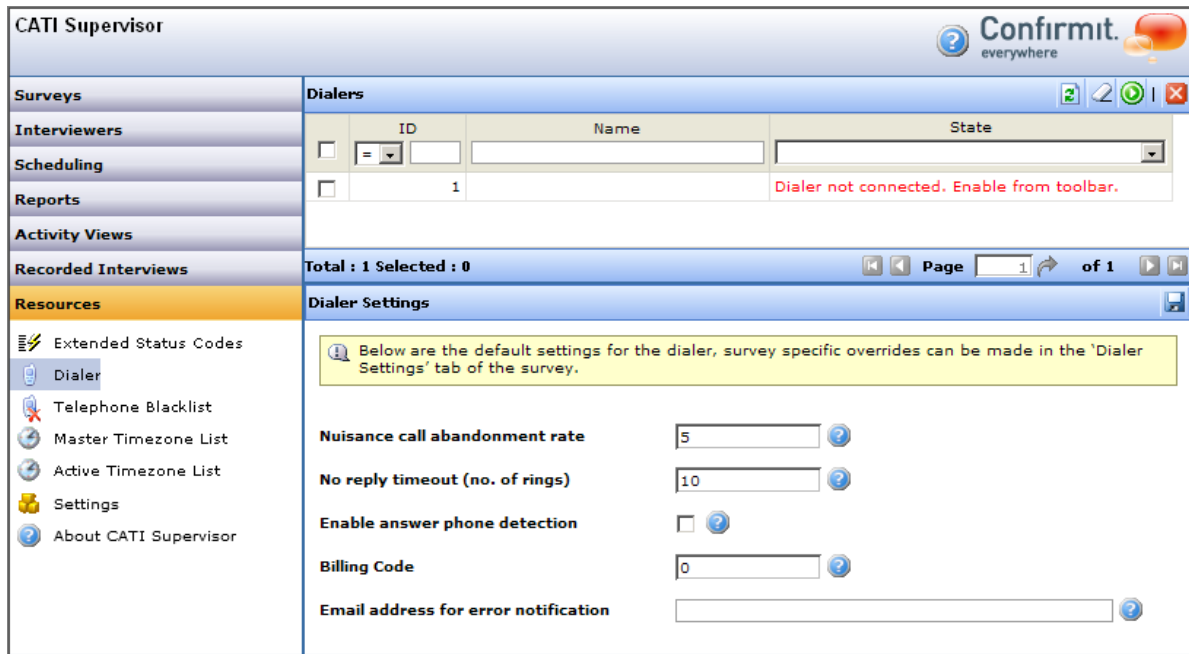 CATI Supervisor
Confirmit.
everywhere
Surveys
Interviewers
Scheduling
Reports
Activity Views
Recorded Interviews
Resources
Extended Status Codes
Dialer
Telephone Blacklist
Master Timezone List
Active Timezone List
Settings
About CATI Supervisor
Dialers
ID Name State
=
1 Dialer not connected. Enable from toolbar.
Total : 1 Selected : 0 Page 1 of 1
Dialer Settings
Below are the default settings for the dialer, survey specific overrides can be made in the 'Dialer
Settings' tab of the survey.
Nuisance call abandonment rate 5
No reply timeout (no. of rings) 10
Enable answer phone detection
Billing Code 0
Email address for error notification